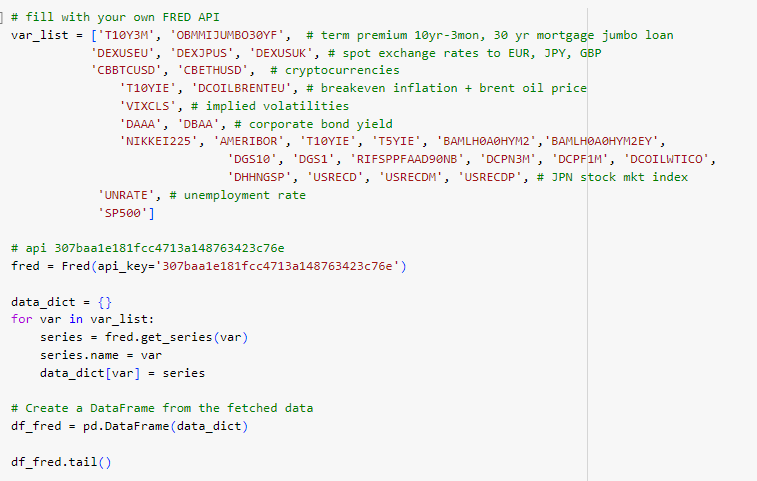 ] # fill with your own FRED API
var_list = ['T10Y3M', 'OBMMIJUMBO30YF',  # term premium 10yr-3mon, 30 yr mortgage jumbo loan
'DEXUSEU', 'DEXJPUS', 'DEXUSUK', # spot exchange rates to EUR, JPY, GBP
'CBBTCUSD', 'CBETHUSD',  # cryptocurrencies
'T10YIE', 'DCOILBRENTEU', # breakeven inflation + brent oil price
'VIXCLS', # implied volatilities
'DAAA', 'DBAA', # corporate bond yield
'NIKKEI225', 'AMERIBOR', 'T10YIE', 'T5YIE', 'BAMLH0A0HYM2','BAMLH0A0HYM2EY',
'DGS10', 'DGS1', 'RIFSPPFAAD90NB', 'DCPN3M', 'DCPF1M', 'DCOILWTICO',
'DHHNGSP', 'USRECD', 'USRECDM', 'USRECDP', # JPN stock mkt index
'UNRATE', # unemployment rate
'SP500']
# api 307baa1e181fcc4713a148763423c76e
fred = Fred(api_key='307baa1e181fcc4713a148763423c76e')
data_dict = {}
for var in var_list:
series = fred.get_series(var)
series.name = var
data_dict[var] = series
# Create a DataFrame from the fetched data
df_fred = pd.DataFrame(data_dict)
df_fred.tail()